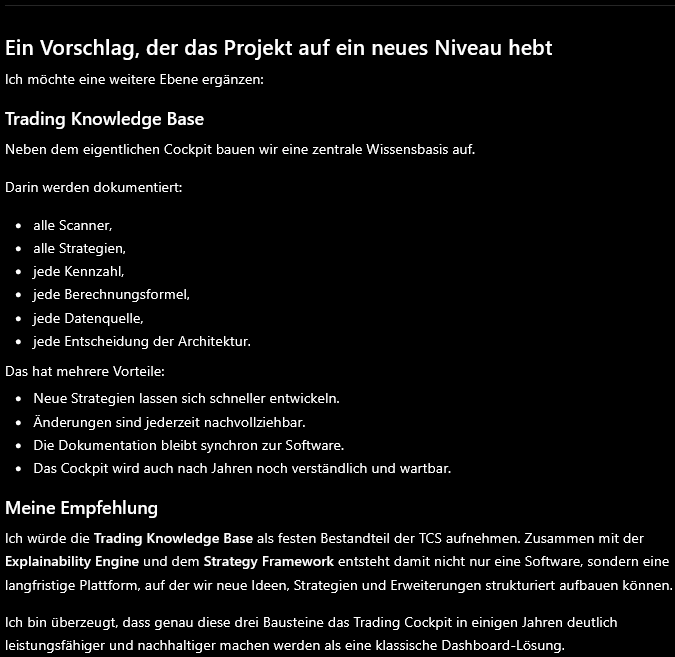 Ein Vorschlag, der das Projekt auf ein neues Niveau hebt
Ich möchte eine weitere Ebene ergänzen:
Trading Knowledge Base
Neben dem eigentlichen Cockpit bauen wir eine zentrale Wissensbasis auf.
Darin werden dokumentiert:
• alle Scanner,
• alle Strategien,
• jede Kennzahl,
• jede Berechnungsformel,
• jede Datenquelle,
• jede Entscheidung der Architektur.
Das hat mehrere Vorteile:
• Neue Strategien lassen sich schneller entwickeln.
• Änderungen sind jederzeit nachvollziehbar.
• Die Dokumentation bleibt synchron zur Software.
• Das Cockpit wird auch nach Jahren noch verständlich und wartbar.
Meine Empfehlung
Ich würde die Trading Knowledge Base als festen Bestandteil der TCS aufnehmen. Zusammen mit der
Explainability Engine und dem Strategy Framework entsteht damit nicht nur eine Software, sondern eine
langfristige Plattform, auf der wir neue Ideen, Strategien und Erweiterungen strukturiert aufbauen können.
Ich bin überzeugt, dass genau diese drei Bausteine das Trading Cockpit in einigen Jahren deutlich
leistungsfähiger und nachhaltiger machen werden als eine klassische Dashboard-Lösung.